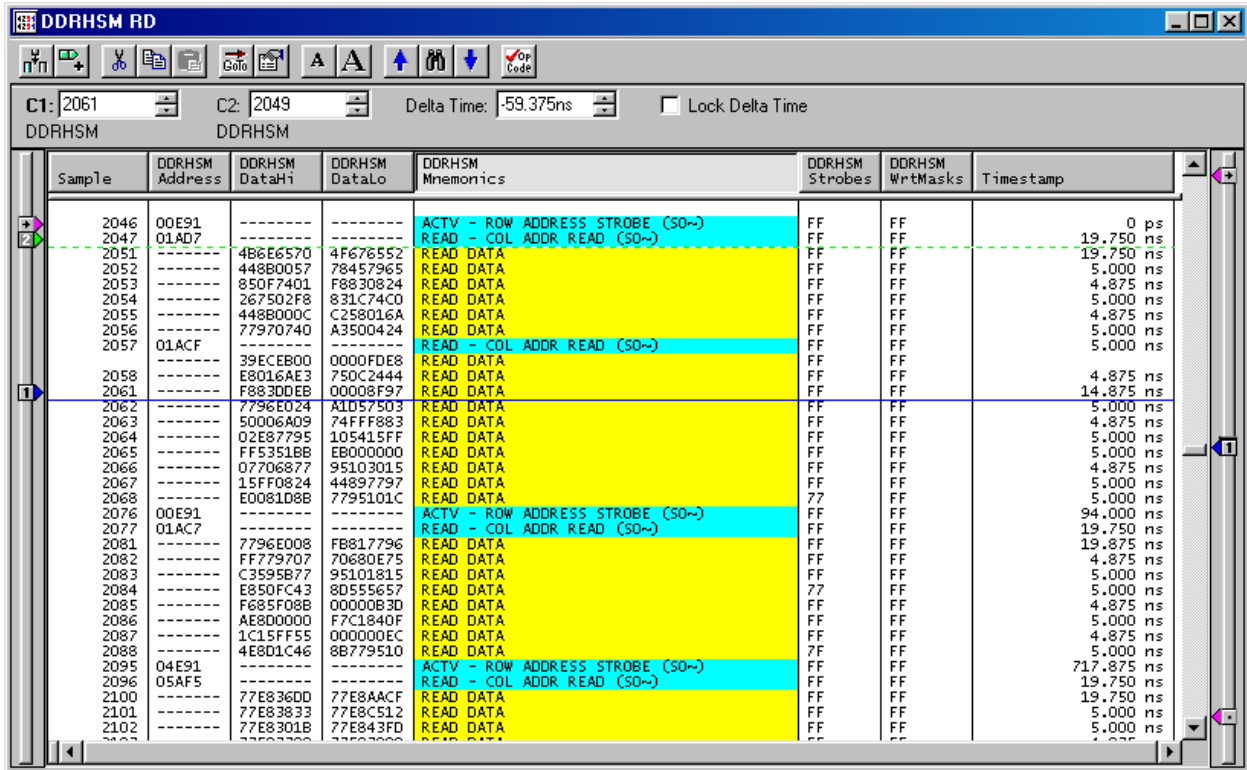 DDRHSM RD
GoTo A A Op Code
C1: 2061 C2: 2049 Delta Time: -59.375ns Lock Delta Time
DDRHSM DDRHSM
Sample DDRHSM Address DDRHSM DataHi DDRHSM DataLo DDRHSM Mnemonics DDRHSM Strobes DDRHSM WrtMasks Timestamp
2046 00E91 -------- -------- ACTV - ROW ADDRESS STROBE (S0~) FF FF 0 ps
2047 01AD7 -------- -------- READ - COL ADDR READ (S0~) FF FF 19.750 ns
2051 ------- 4B6E6570 4F676552 READ DATA FF FF 19.750 ns
2052 ------- 448B0057 78457965 READ DATA FF FF 5.000 ns
2053 ------- 850F7401 F8830824 READ DATA FF FF 4.875 ns
2054 ------- 267502F8 831C74C0 READ DATA FF FF 5.000 ns
2055 ------- 448B000C C258016A READ DATA FF FF 4.875 ns
2056 ------- 77970740 A3500424 READ DATA FF FF 5.000 ns
2057 01ACF -------- -------- READ - COL ADDR READ (S0~) FF FF 5.000 ns
------- 39ECEB00 0000FDE8 READ DATA FF FF
2058 ------- E8016AE3 750C2444 READ DATA FF FF 4.875 ns
2061 ------- F883DDEB 00008F97 READ DATA FF FF 14.875 ns
2062 ------- 7796E024 A1D57503 READ DATA FF FF 5.000 ns
2063 ------- 50006A09 74FFF883 READ DATA FF FF 4.875 ns
2064 ------- 02E87795 105415FF READ DATA FF FF 5.000 ns
2065 ------- FF5351BB EB000000 READ DATA FF FF 5.000 ns
2066 ------- 07706877 95103015 READ DATA FF FF 4.875 ns
2067 ------- 15FF0824 44897797 READ DATA FF FF 5.000 ns
2068 ------- E0081D8B 7795101C READ DATA 77 FF 5.000 ns
2076 00E91 -------- -------- ACTV - ROW ADDRESS STROBE (S0~) FF FF 94.000 ns
2077 01AC7 -------- -------- READ - COL ADDR READ (S0~) FF FF 19.750 ns
2081 ------- 7796E008 FB817796 READ DATA FF FF 19.875 ns
2082 ------- FF779707 70680E75 READ DATA FF FF 4.875 ns
2083 ------- C3595B77 95101815 READ DATA FF FF 5.000 ns
2084 ------- E850FC43 8D555657 READ DATA 77 FF 5.000 ns
2085 ------- F685F08B 00000B3D READ DATA FF FF 4.875 ns
2086 ------- AE8D0000 F7C1840F READ DATA FF FF 5.000 ns
2087 ------- 1C15FF55 000000EC READ DATA FF FF 4.875 ns
2088 ------- 4E8D1C46 8B779510 READ DATA 7F FF 5.000 ns
2095 04E91 -------- -------- ACTV - ROW ADDRESS STROBE (S0~) FF FF 717.875 ns
2096 05AF5 -------- -------- READ - COL ADDR READ (S0~) FF FF 19.750 ns
2100 ------- 77E836DD 77E8AACF READ DATA FF FF 19.750 ns
2101 ------- 77E83833 77E8C512 READ DATA FF FF 5.000 ns
2102 ------- 77E8301B 77E843FD READ DATA FF FF 5.000 ns